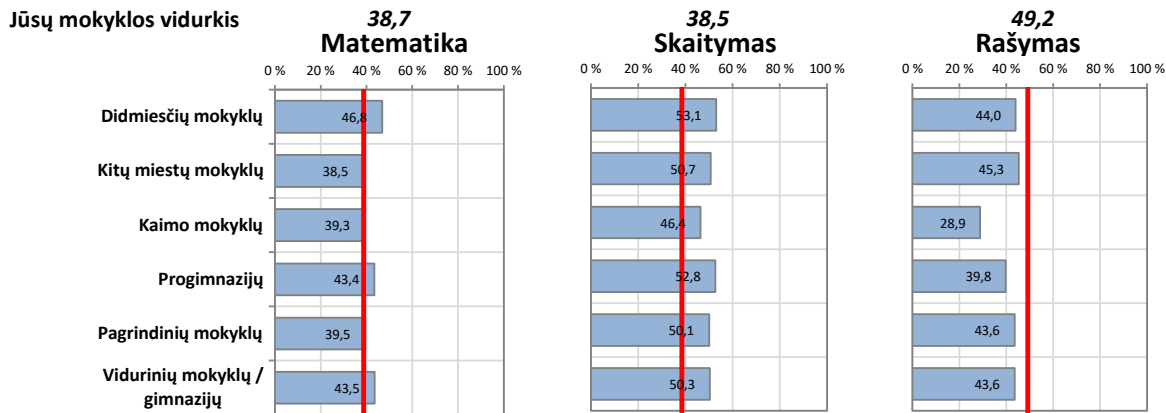 Jūsų mokyklos vidurkis 38,7 38,5 49,2
Matematika Skaitymas Rašymas
0 % 20 % 40 % 60 % 80 % 100 % 0 % 20 % 40 % 60 % 80 % 100 % 0 % 20 % 40 % 60 % 80 % 100 %
Didmiesčių mokyklų 46,8 53,1 44,0
Kitų miestų mokyklų 38,5 50,7 45,3
Kaimo mokyklų 39,3 46,4 28,9
Progimnazijų 43,4 52,8 39,8
Pagrindinių mokyklų 39,5 50,1 43,6
Vidurinių mokyklų /
gimnazijų 43,5 50,3 43,6